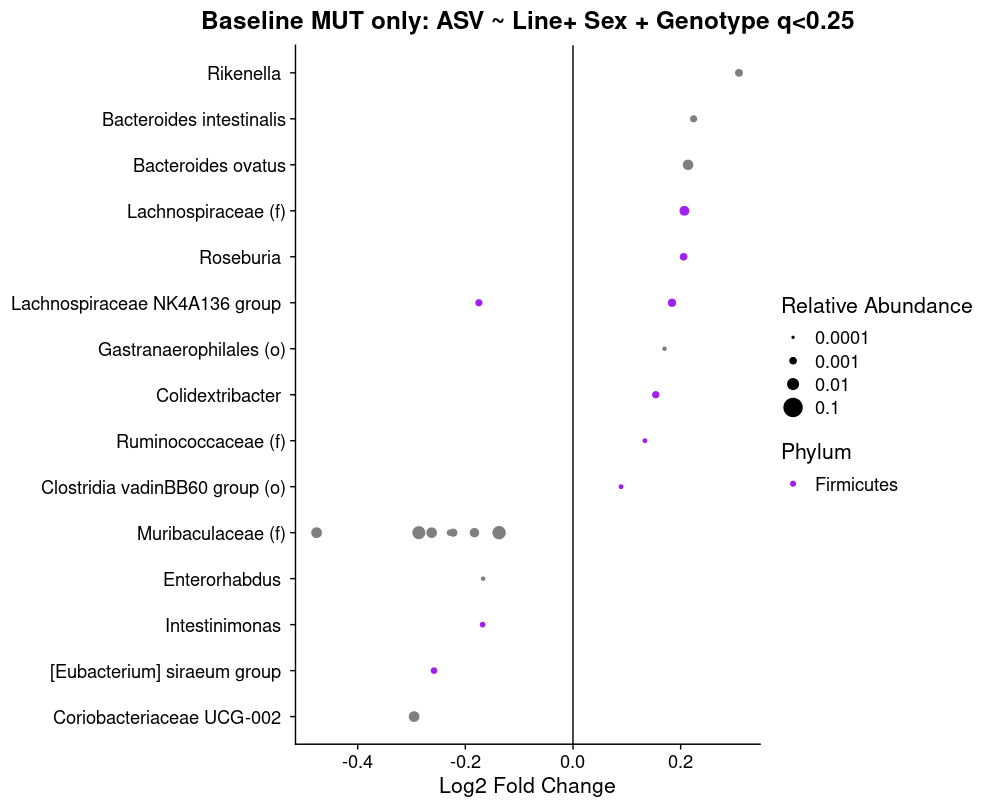 Baseline MUT only: ASV ~ Line+ Sex + Genotype q<0.25
Rikenella
Bacteroides intestinalis
Bacteroides ovatus
Lachnospiraceae (f)
Roseburia
Lachnospiraceae NK4A136 group
Gastranaerophilales (o)
Colidextribacter
Ruminococcaceae (f)
Clostridia vadinBB60 group (o)
Muribaculaceae (f)
Enterorhabdus
Intestinimonas
[Eubacterium] siraeum group
Coriobacteriaceae UCG-002
-0.4 -0.2 0.0 0.2
Log2 Fold Change
Relative Abundance
0.0001
0.001
0.01
0.1
Phylum
Firmicutes